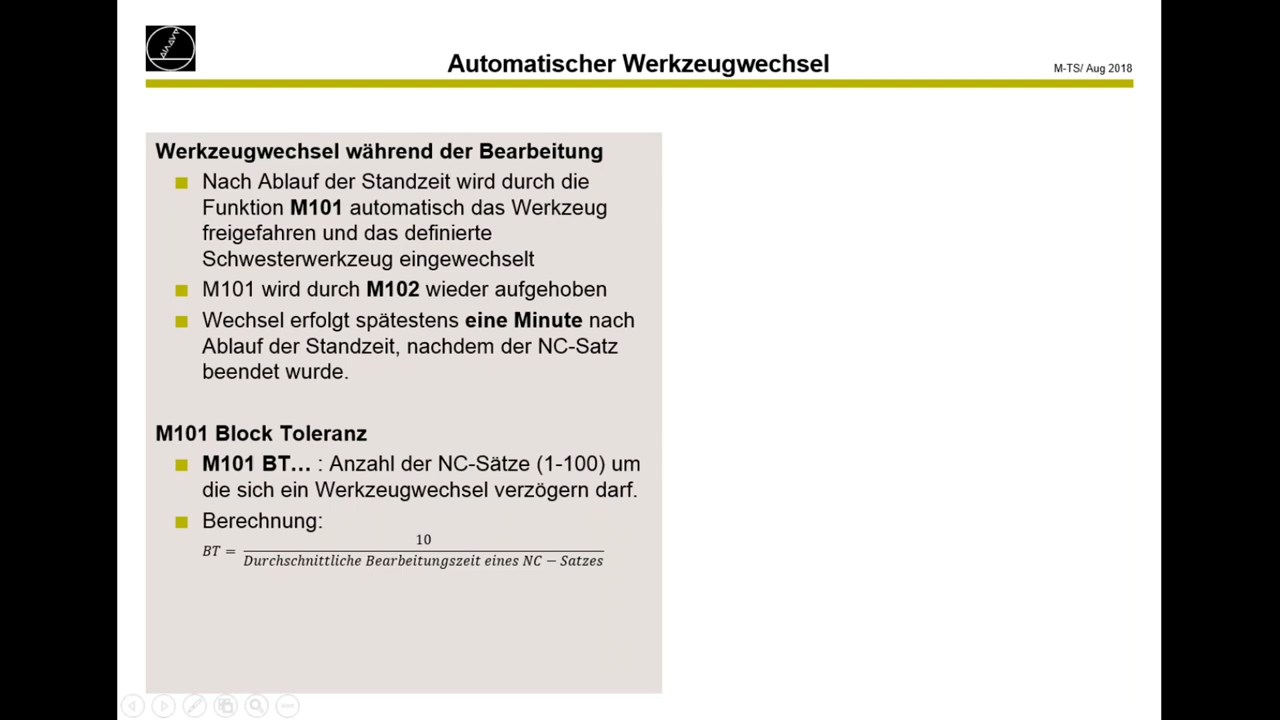 Automatischer Werkzeugwechsel
M-TS/ Aug 2018
Werkzeugwechsel während der Bearbeitung
Nach Ablauf der Standzeit wird durch die
Funktion M101 automatisch das Werkzeug
freigefahren und das definierte
Schwesterwerkzeug eingewechselt
M101 wird durch M102 wieder aufgehoben
Wechsel erfolgt spätestens eine Minute nach
Ablauf der Standzeit, nachdem der NC-Satz
beendet wurde.
M101 Block Toleranz
M101 BT… : Anzahl der NC-Sätze (1-100) um
die sich ein Werkzeugwechsel verzögern darf.
Berechnung:
10
BT =
Durchschnittliche Bearbeitungszeit eines NC − Satzes